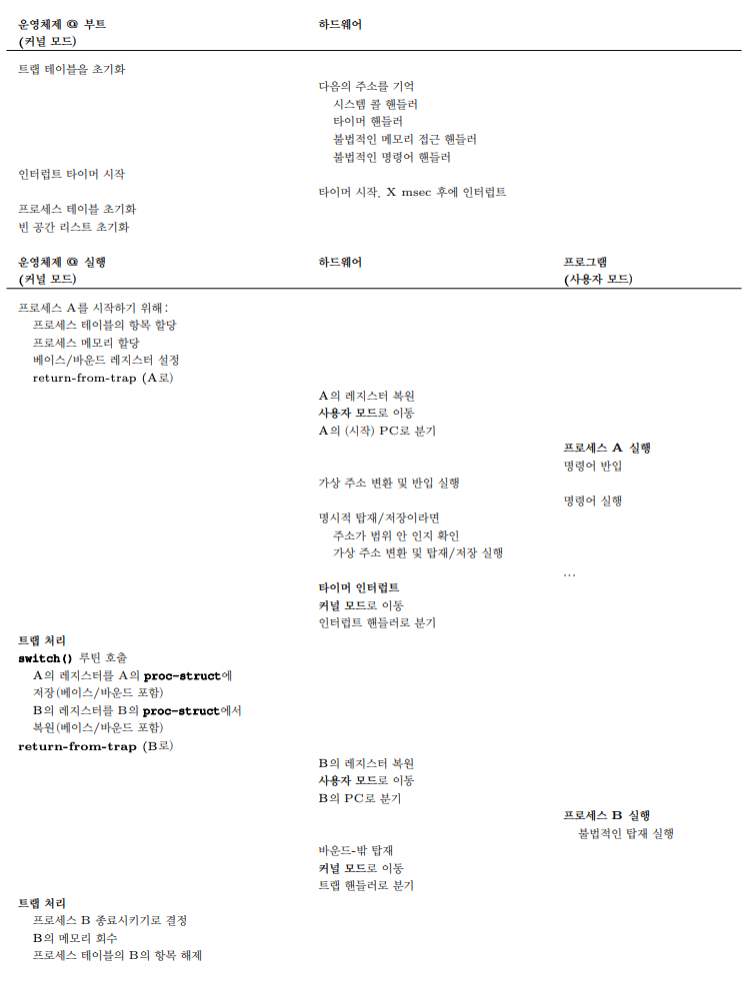 운영체제 @ 부트 하드웨어
(커널 모드)
트랩 테이블을 초기화
다음의 주소를 기억
시스템 콜 핸들러
타이머 핸들러
불법적인 메모리 접근 핸들러
불법적인 명령어 핸들러
인터럽트 타이머 시작
타이머 시작. X msec 후에 인터럽트
프로세스 테이블 초기화
빈 공간 리스트 초기화
운영체제 @ 실행 하드웨어 프로그램
(커널 모드) (사용자 모드)
프로세스 A를 시작하기 위해:
프로세스 테이블의 항목 할당
프로세스 메모리 할당
베이스/바운드 레지스터 설정
return-from-trap (A로)
A의 레지스터 복원
사용자 모드로 이동
A의 (시작) PC로 분기
프로세스 A 실행
명령어 반입
가상 주소 변환 및 반입 실행
명령어 실행
명시적 탑재/저장이라면
주소가 범위 안 인지 확인
가상 주소 변환 및 탑재/저장 실행
...
타이머 인터럽트
커널 모드로 이동
인터럽트 핸들러로 분기
트랩 처리
switch() 루틴 호출
A의 레지스터를 A의 proc-struct에
저장(베이스/바운드 포함)
B의 레지스터를 B의 proc-struct에서
복원(베이스/바운드 포함)
return-from-trap (B로)
B의 레지스터 복원
사용자 모드로 이동
B의 PC로 분기
프로세스 B 실행
불법적인 탑재 실행
바운드-밖 탑재
커널 모드로 이동
트랩 핸들러로 분기
트랩 처리
프로세스 B 종료시키기로 결정
B의 메모리 회수
프로세스 테이블의 B의 항목 해제